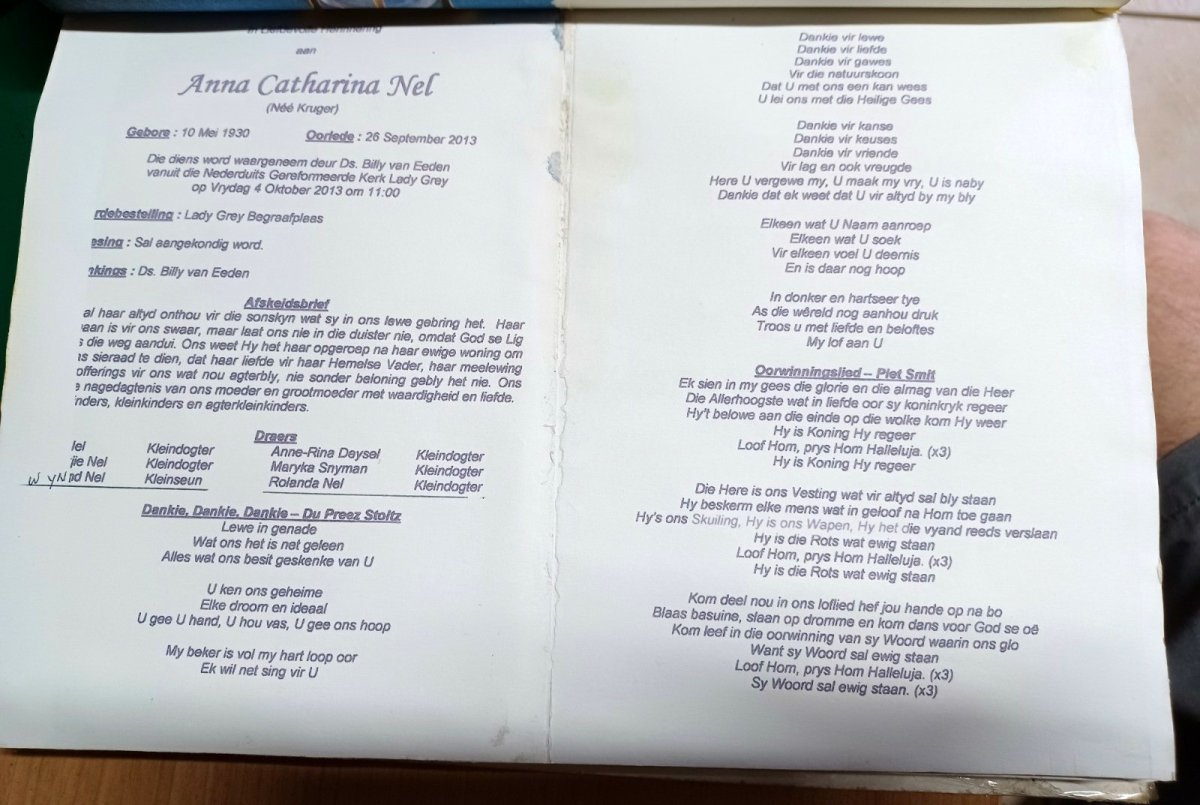 in Liefdevolle Herinnering
aan
Anna Catharina Nel
(Néé Kruger)
Gebore : 10 Mei 1930 Oorlede : 26 September 2013
Die diens word waargeneem deur Ds. Billy van Eeden
vanuit die Nederduits Gereformeerde Kerk Lady Grey
op Vrydag 4 Oktober 2013 om 11:00
rdebestelling : Lady Grey Begraafplaas
esing : Sal aangekondig word.
nkings : Ds. Billy van Eeden
Afskeidsbrief
al haar altyd onthou vir die sonskyn wat sy in ons lewe gebring het. Haar
aan is vir ons swaar, maar laat ons nie in die duister nie, omdat God se Lig
s die weg aandui. Ons weet Hy het haar opgeroep na haar ewige woning om
as sieraad te dien, dat haar liefde vir haar Hemelse Vader, haar meelewing
offerings vir ons wat nou agterbly, nie sonder beloning gebly het nie. Ons
e nagedagtenis van ons moeder en grootmoeder met waardigheid en liefde.
inders, kleinkinders en agterkleinkinders.
Draers
lel Kleindogter Anne-Rina Deysel Kleindogter
jie Nel Kleindogter Maryka Snyman Kleindogter
WYNnd Nel Kleinseun Rolanda Nel Kleindogter
Dankie, Dankie, Dankie – Du Preez Stoltz
Lewe in genade
Wat ons het is net geleen
Alles wat ons besit geskenke van U
U ken ons geheime
Elke droom en ideaal
U gee U hand, U hou vas, U gee ons hoop
My beker is vol my hart loop oor
Ek wil net sing vir U
Dankie vir lewe
Dankie vir liefde
Dankie vir gawes
Vir die natuurskoon
Dat U met ons een kan wees
U lei ons met die Heilige Gees
Dankie vir kanse
Dankie vir keuses
Dankie vir vriende
Vir lag en ook vreugde
Here U vergewe my, U maak my vry, U is naby
Dankie dat ek weet dat U vir altyd by my bly
Elkeen wat U Naam aanroep
Elkeen wat U soek
Vir elkeen voel U deernis
En is daar nog hoop
In donker en hartseer tye
As die wêreld nog aanhou druk
Troos u met liefde en beloftes
My lof aan U
Oorwinningslied – Piet Smit
Ek sien in my gees die glorie en die almag van die Heer
Die Allerhoogste wat in liefde oor sy koninkryk regeer
Hy't belowe aan die einde op die wolke kom Hy weer
Hy is Koning Hy regeer
Loof Hom, prys Hom Halleluja. (x3)
Hy is Koning Hy regeer
Die Here is ons Vesting wat vir altyd sal bly staan
Hy beskerm elke mens wat in geloof na Hom toe gaan
Hy's ons Skuiling, Hy is ons Wapen, Hy het die vyand reeds verslaan
Hy is die Rots wat ewig staan
Loof Hom, prys Hom Halleluja. (x3)
Hy is die Rots wat ewig staan
Kom deel nou in ons loflied hef jou hande op na bo
Blaas basuine, slaan op dromme en kom dans voor God se oë
Kom leef in die oorwinning van sy Woord waarin ons glo
Want sy Woord sal ewig staan
Loof Hom, prys Hom Halleluja. (x3)
Sy Woord sal ewig staan. (x3)